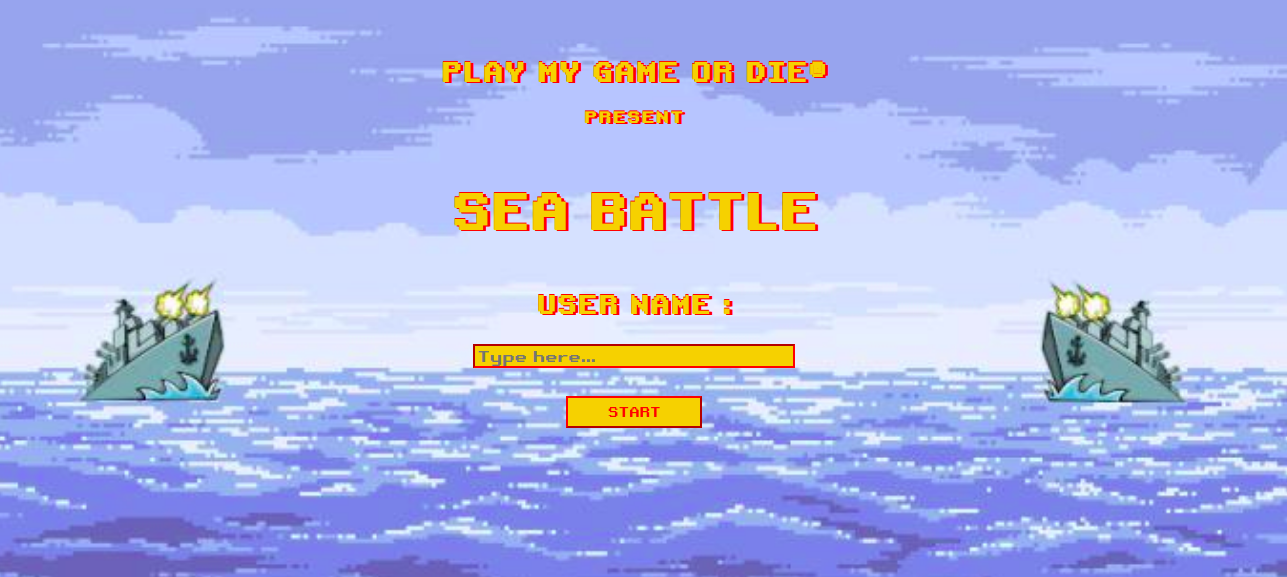 PLAY MY GAME OR DIE®
PRESENT
SEA BATTLE
USER NAME :
Type here...
START